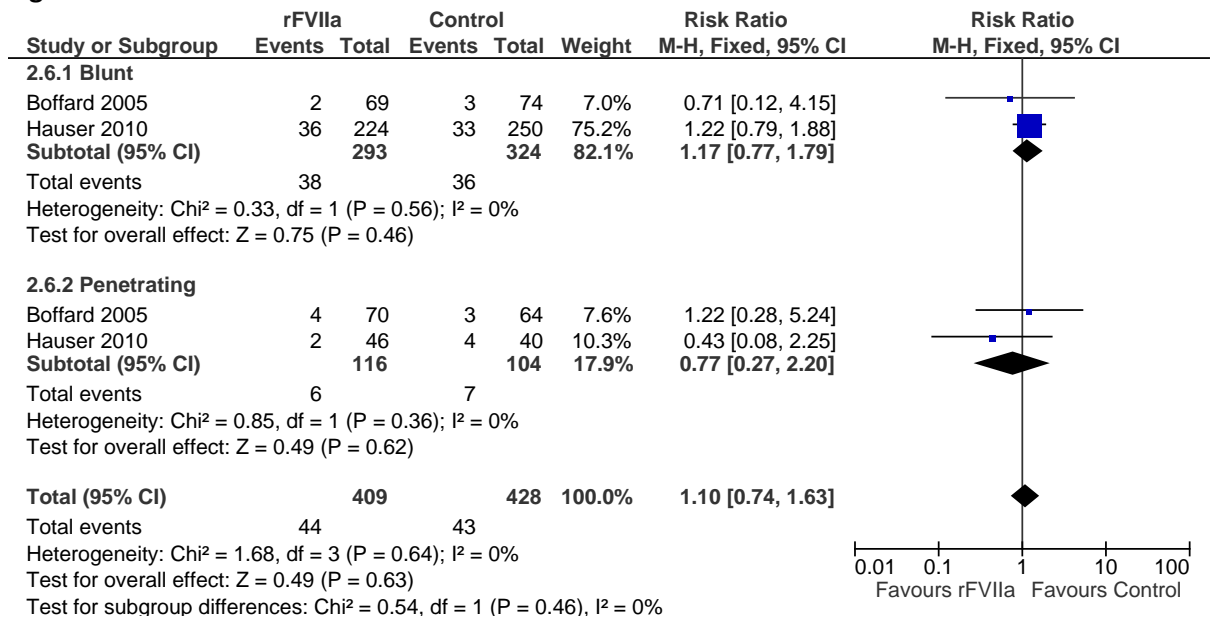 rFVIIa Control Risk Ratio Risk Ratio
Study or Subgroup Events Total Events Total Weight M-H, Fixed, 95% CI M-H, Fixed, 95% CI
2.6.1 Blunt
Boffard 2005 2 69 3 74 7.0% 0.71 [0.12, 4.15]
Hauser 2010 36 224 33 250 75.2% 1.22 [0.79, 1.88]
Subtotal (95% CI) 293 324 82.1% 1.17 [0.77, 1.79]
Total events 38 36
Heterogeneity: Chi² = 0.33, df = 1 (P = 0.56); I² = 0%
Test for overall effect: Z = 0.75 (P = 0.46)
2.6.2 Penetrating
Boffard 2005 4 70 3 64 7.6% 1.22 [0.28, 5.24]
Hauser 2010 2 46 4 40 10.3% 0.43 [0.08, 2.25]
Subtotal (95% CI) 116 104 17.9% 0.77 [0.27, 2.20]
Total events 6 7
Heterogeneity: Chi² = 0.85, df = 1 (P = 0.36); I² = 0%
Test for overall effect: Z = 0.49 (P = 0.62)
Total (95% CI) 409 428 100.0% 1.10 [0.74, 1.63]
Total events 44 43
Heterogeneity: Chi² = 1.68, df = 3 (P = 0.64); I² = 0%
Test for overall effect: Z = 0.49 (P = 0.63)
Test for subgroup differences: Chi² = 0.54, df = 1 (P = 0.46), I² = 0%
0.01 0.1 1 10 100
Favours rFVIIa Favours Control